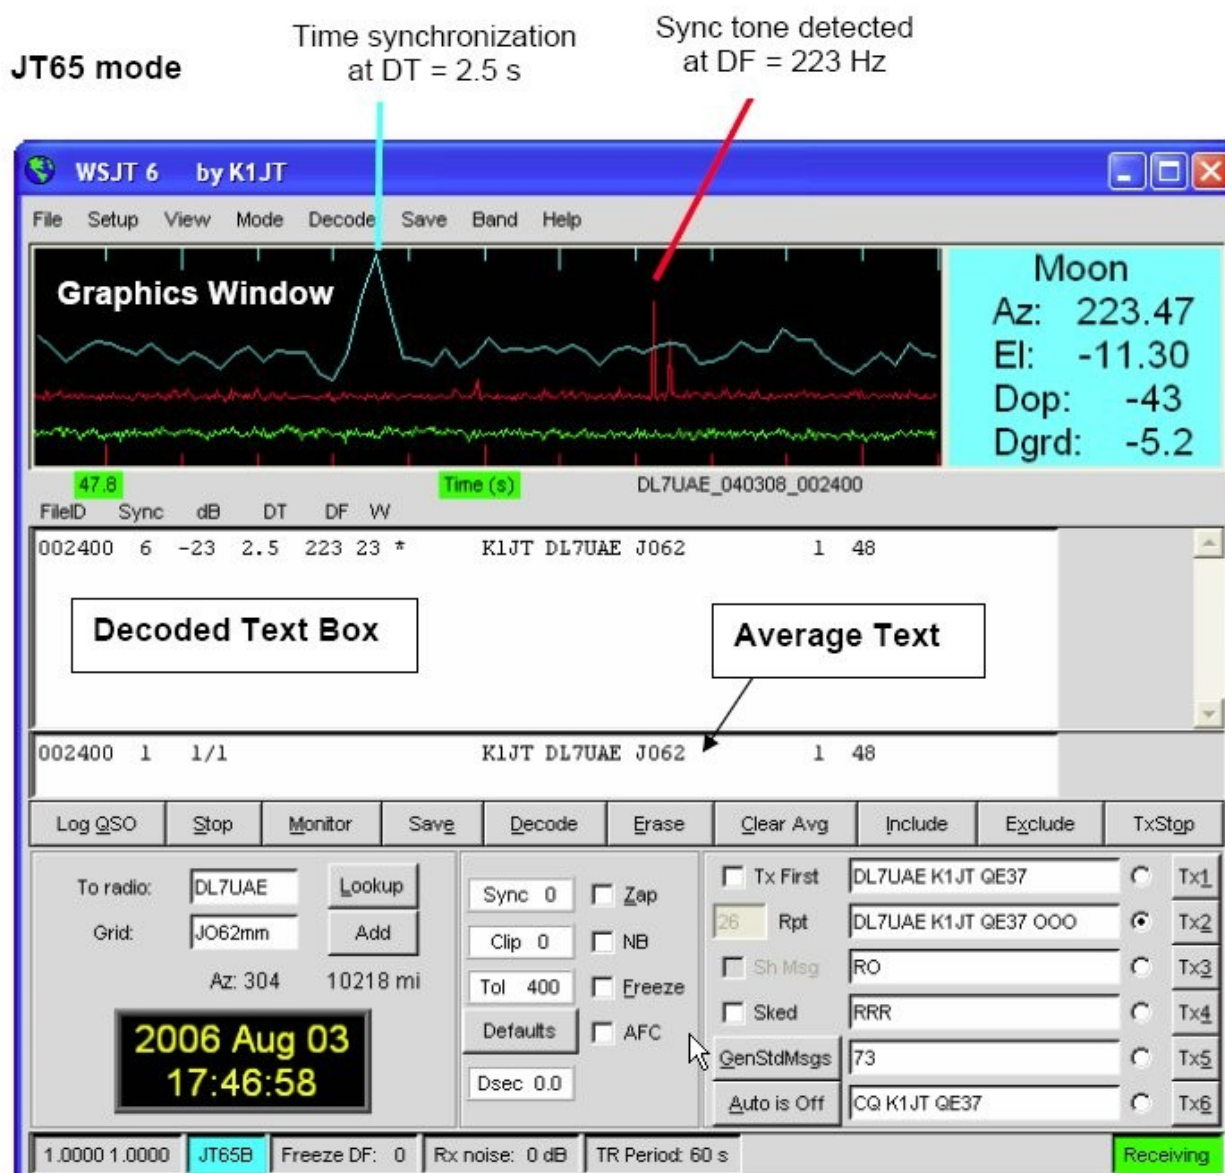 JT65 mode
Time synchronization
at DT = 2.5 s
Sync tone detected
at DF = 223 Hz
WSJT 6 by K1JT
File Setup View Mode Decode Save Band Help
Graphics Window
Moon
Az: 223.47
El: -11.30
Dop: -43
Dgrd: -5.2
47.8 Time (s) DL7UAE_040308_002400
FileID Sync dB DT DF W
002400 6 -23 2.5 223 23 * K1JT DL7UAE JO62 1 48
Decoded Text Box
Average Text
002400 1 1/1 K1JT DL7UAE JO62 1 48
Log QSO Stop Monitor Save Decode Erase Clear Avg Include Exclude TxStop
To radio: DL7UAE Lookup
Grid: JO62mm Add
Az: 304 10218 mi
2006 Aug 03
17:46:58
Sync 0 Zap
Clip 0 NB
Tol 400 Freeze
Defaults AFC
Dsec 0.0
Tx First DL7UAE K1JT QE37 Tx1
26 Rpt DL7UAE K1JT QE37 OOO Tx2
Sh Msg RO Tx3
Sked RRR Tx4
GenStdMsgs 73 Tx5
Auto is Off CQ K1JT QE37 Tx6
1.0000 1.0000 JT65B Freeze DF: 0 Rx noise: 0 dB TR Period: 60 s Receiving